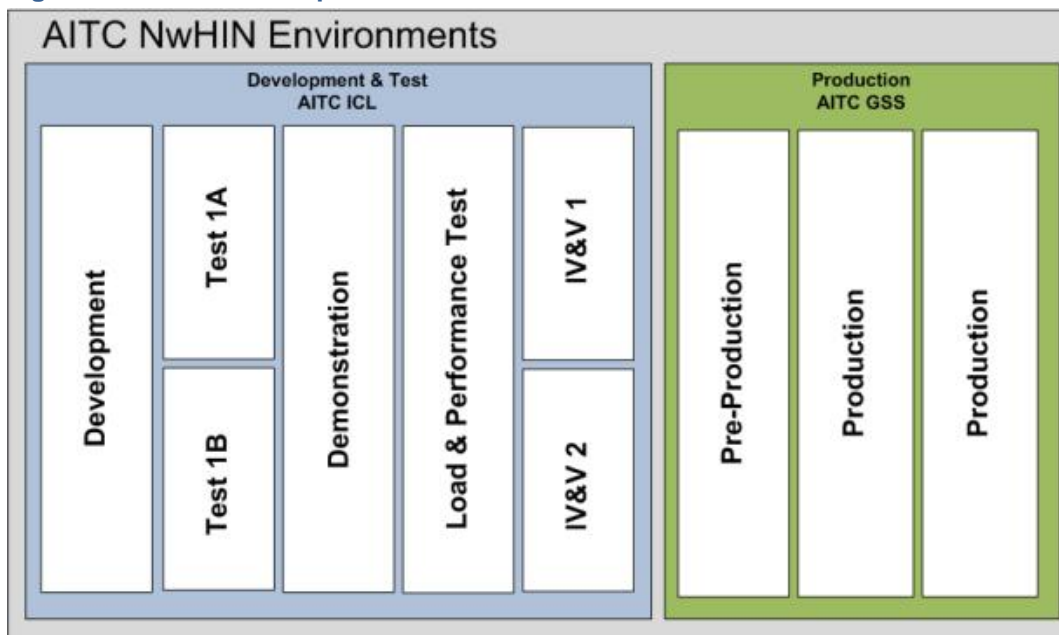 AITC NwHIN Environments
Development & Test
AITC ICL
Production
AITC GSS
Development
Test 1A
Test 1B
Demonstration
Load & Performance Test
IV&V 1
IV&V 2
Pre-Production
Production
Production